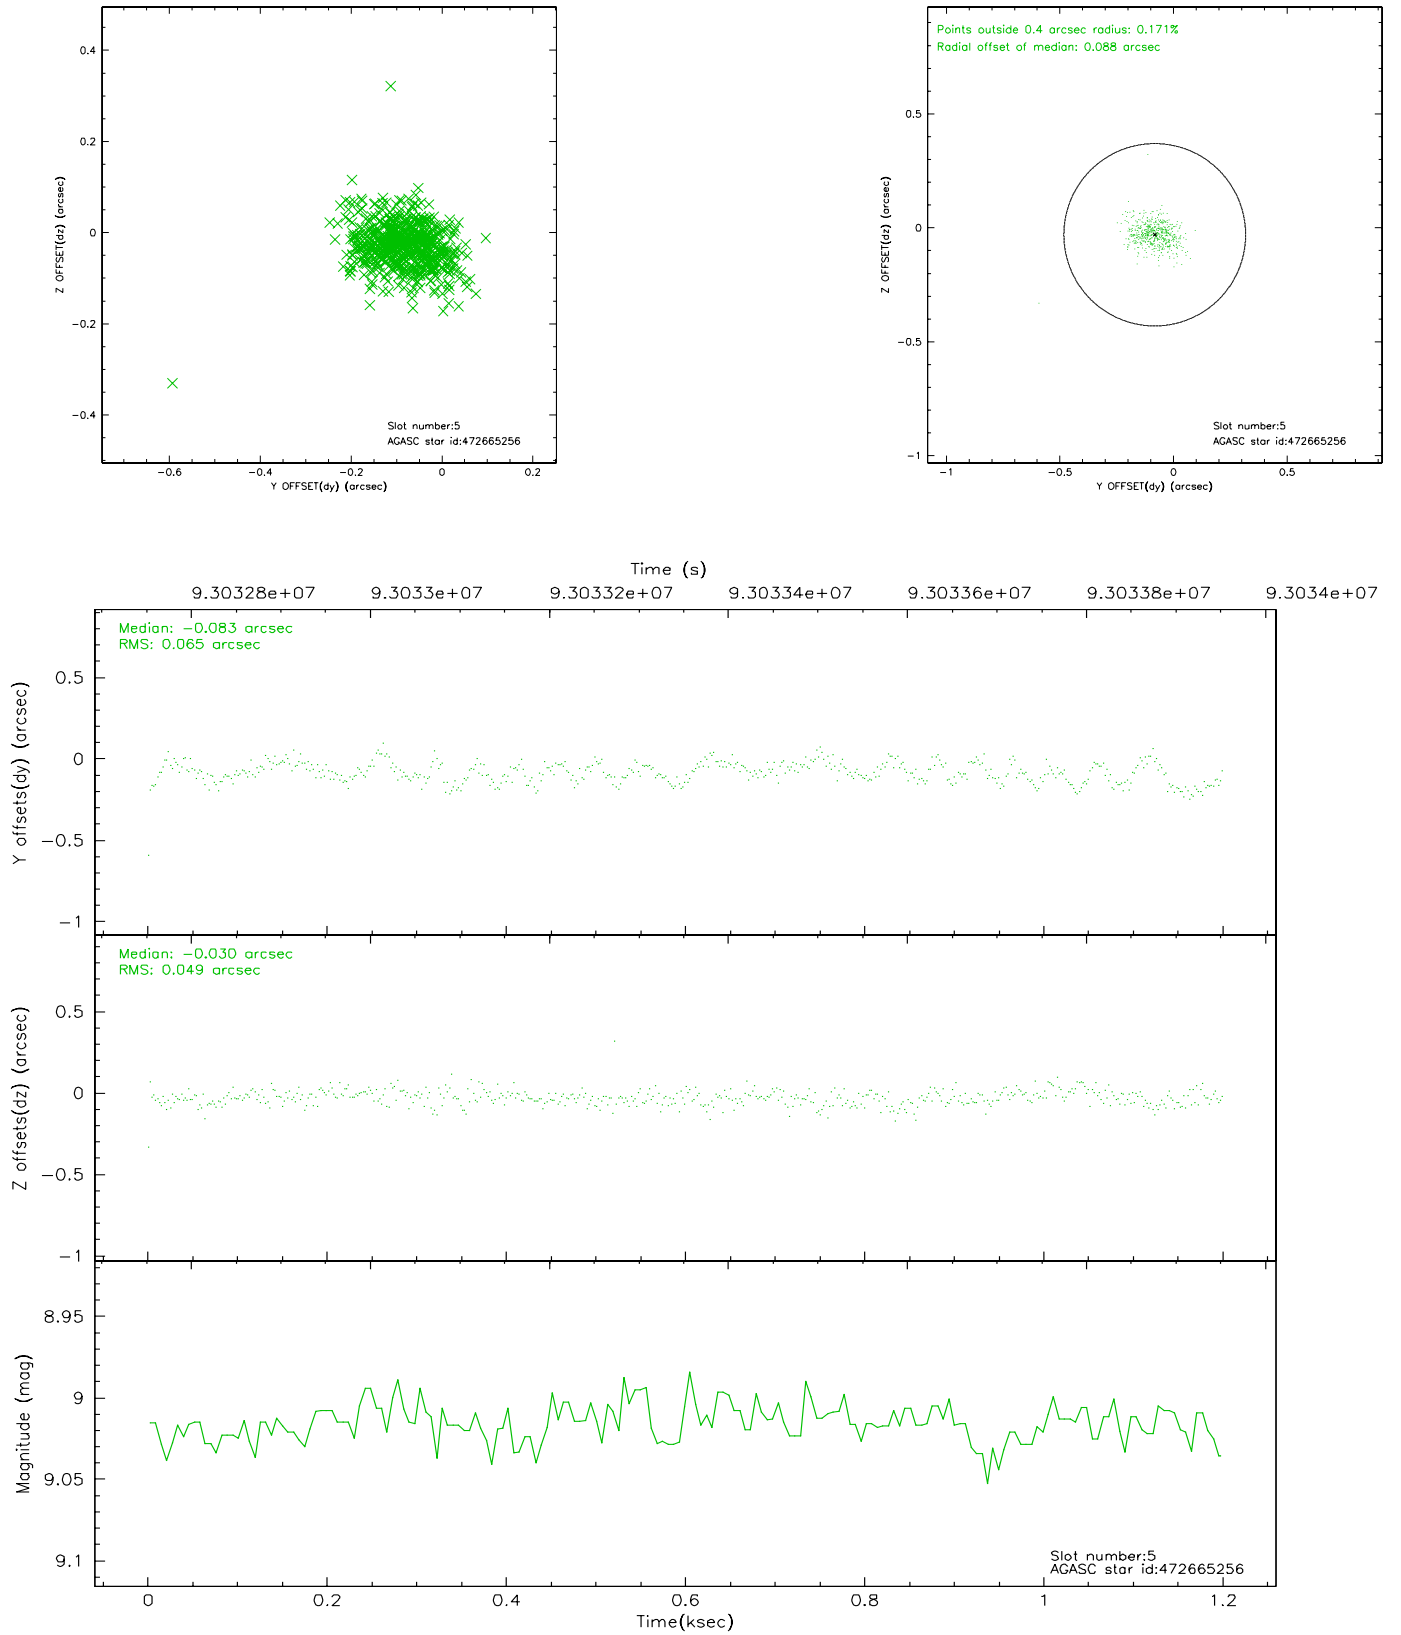 0.4
0.2
0
−0.2
−0.4
Z OFFSET(dz) (arcsec)
Slot number:5
AGASC star id:472665256
−0.6 −0.4 −0.2 0 0.2
Y OFFSET(dy) (arcsec)
Points outside 0.4 arcsec radius: 0.171%
Radial offset of median: 0.088 arcsec
0.5
0
−0.5
−1
Z OFFSET(dz) (arcsec)
Slot number:5
AGASC star id:472665256
−1 −0.5 0 0.5
Y OFFSET(dy) (arcsec)
Time (s)
9.30328e+07 9.3033e+07 9.30332e+07 9.30334e+07 9.30336e+07 9.30338e+07 9.3034e+07
Median: −0.083 arcsec
RMS: 0.065 arcsec
0.5
0
−0.5
−1
Y offsets(dy) (arcsec)
Median: −0.030 arcsec
RMS: 0.049 arcsec
0.5
0
−0.5
−1
Z offsets(dz) (arcsec)
8.95
9
9.05
9.1
Magnitude (mag)
Slot number:5
AGASC star id:472665256
0 0.2 0.4 0.6 0.8 1 1.2
Time(ksec)